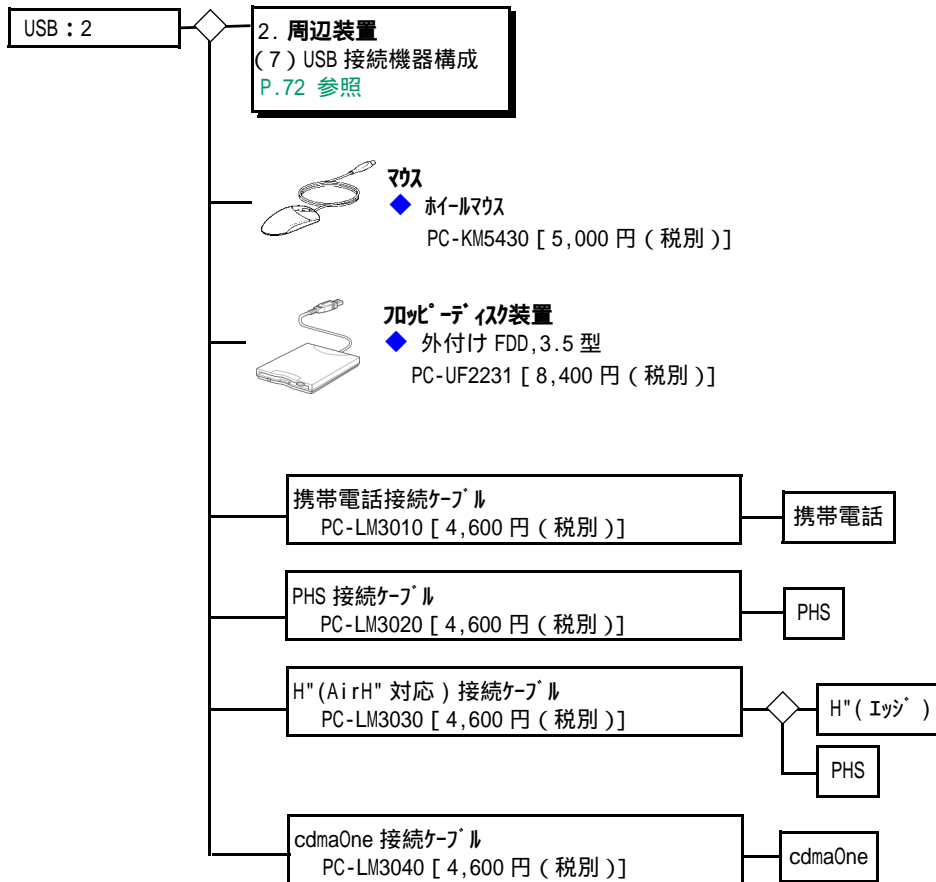 USB：2
2. 周辺装置
(7) USB 接続機器構成
P.72 参照
ﾏｳｽ
◆ ﾎｲｰﾙﾏｳｽ
PC-KM5430 [ 5,000 円 ( 税別 )]
ﾌﾛｯﾋﾟｰﾃﾞｨｽｸ装置
◆ 外付け FDD,3.5 型
PC-UF2231 [ 8,400 円 ( 税別 )]
携帯電話接続ｹｰﾌﾞﾙ
PC-LM3010 [ 4,600 円 ( 税別 )]
携帯電話
PHS 接続ｹｰﾌﾞﾙ
PC-LM3020 [ 4,600 円 ( 税別 )]
PHS
H"(AirH" 対応 ) 接続ｹｰﾌﾞﾙ
PC-LM3030 [ 4,600 円 ( 税別 )]
H"( ｴｯｼﾞ )
PHS
cdmaOne 接続ｹｰﾌﾞﾙ
PC-LM3040 [ 4,600 円 ( 税別 )]
cdmaOne